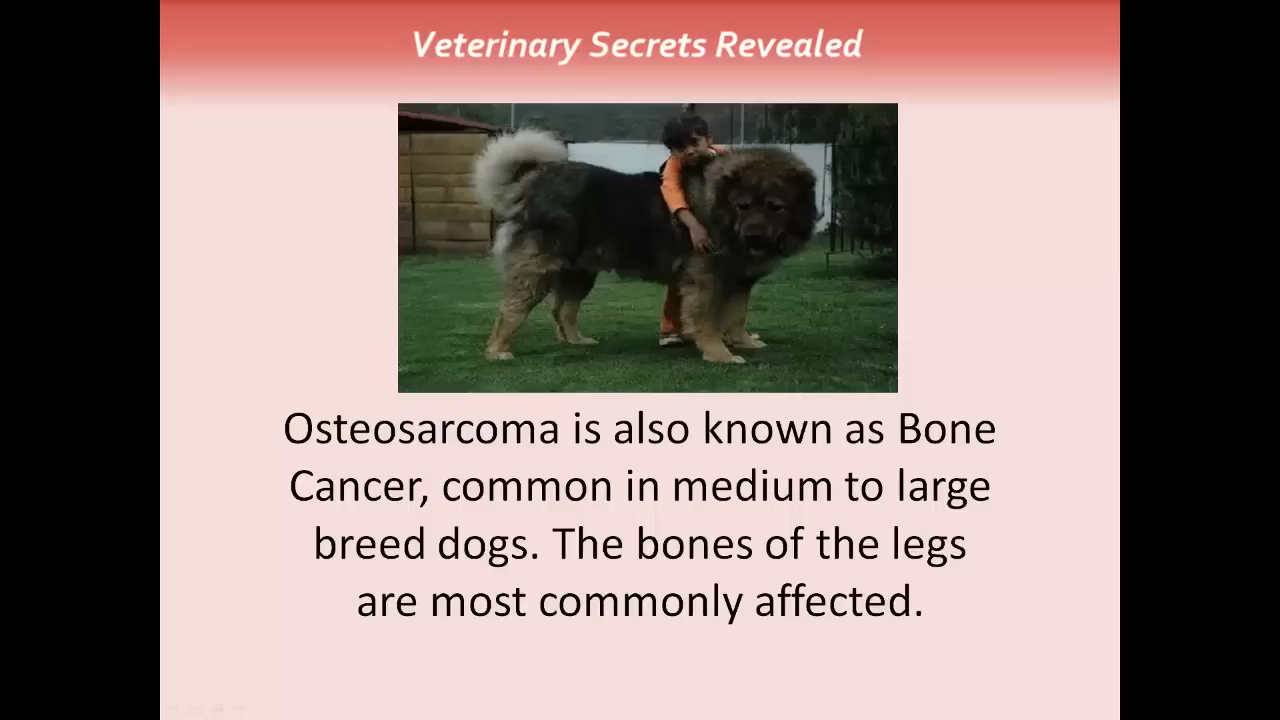 Veterinary Secrets Revealed
Osteosarcoma is also known as Bone
Cancer, common in medium to large
breed dogs. The bones of the legs
are most commonly affected.